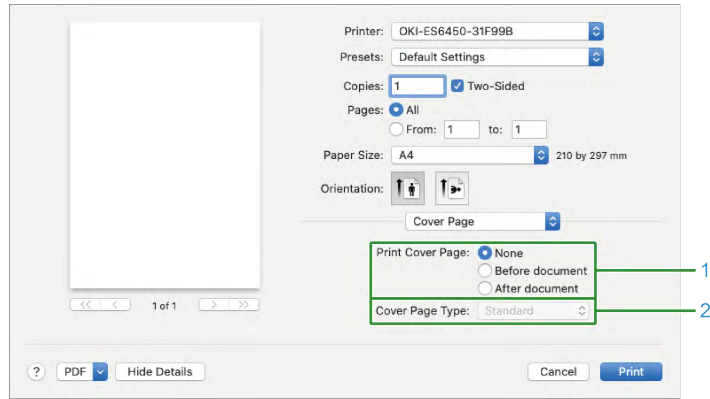 Printer: OKI-ES6450-31F99B
Presets: Default Settings
Copies: 1 Two-Sided
Pages: All
From: 1 to: 1
Paper Size: A4 210 by 297 mm
Orientation:
Cover Page
Print Cover Page: None
Before document
After document
1
Cover Page Type: Standard
2
<< < 1 of 1 > >>
? PDF Hide Details Cancel Print